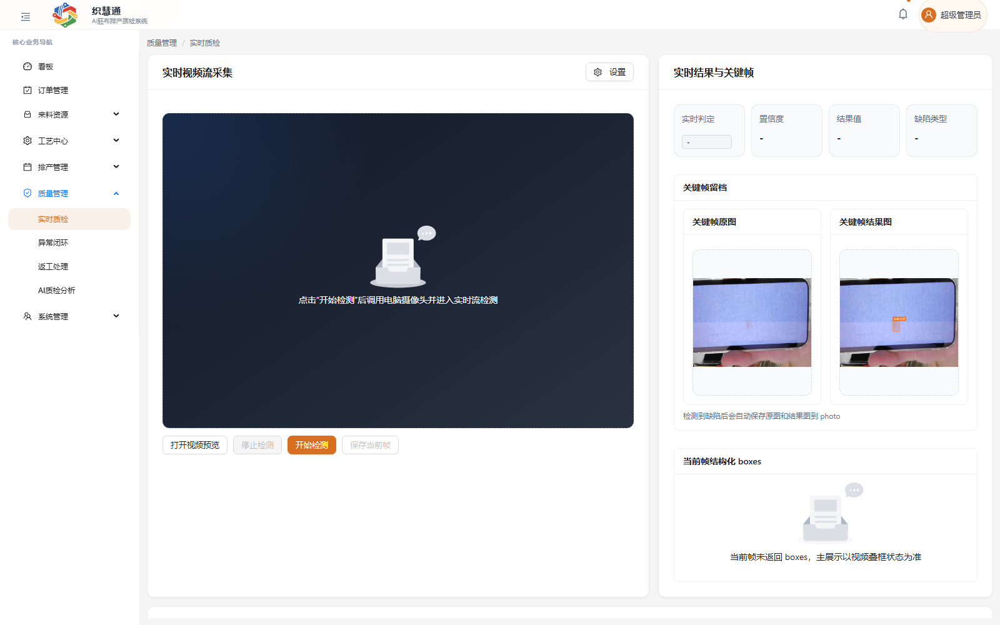 织慧通
AI胚布排产质检系统
超级管理员
核心业务导航
看板
订单管理
来料资源
工艺中心
排产管理
质量管理
实时质检
异常闭环
返工处理
AI质检分析
系统管理
质量管理 / 实时质检
实时视频流采集
设置
点击“开始检测”后调用电脑摄像头并进入实时流检测
打开视频预览
停止检测
开始检测
保存当前帧
实时结果与关键帧
实时判定
-
置信度
-
结果值
-
缺陷类型
-
关键帧留档
关键帧原图
关键帧结果图
检测到缺陷后会自动保存原图和结果图到 photo
当前帧结构化 boxes
当前帧未返回 boxes，主展示以视频叠框状态为准